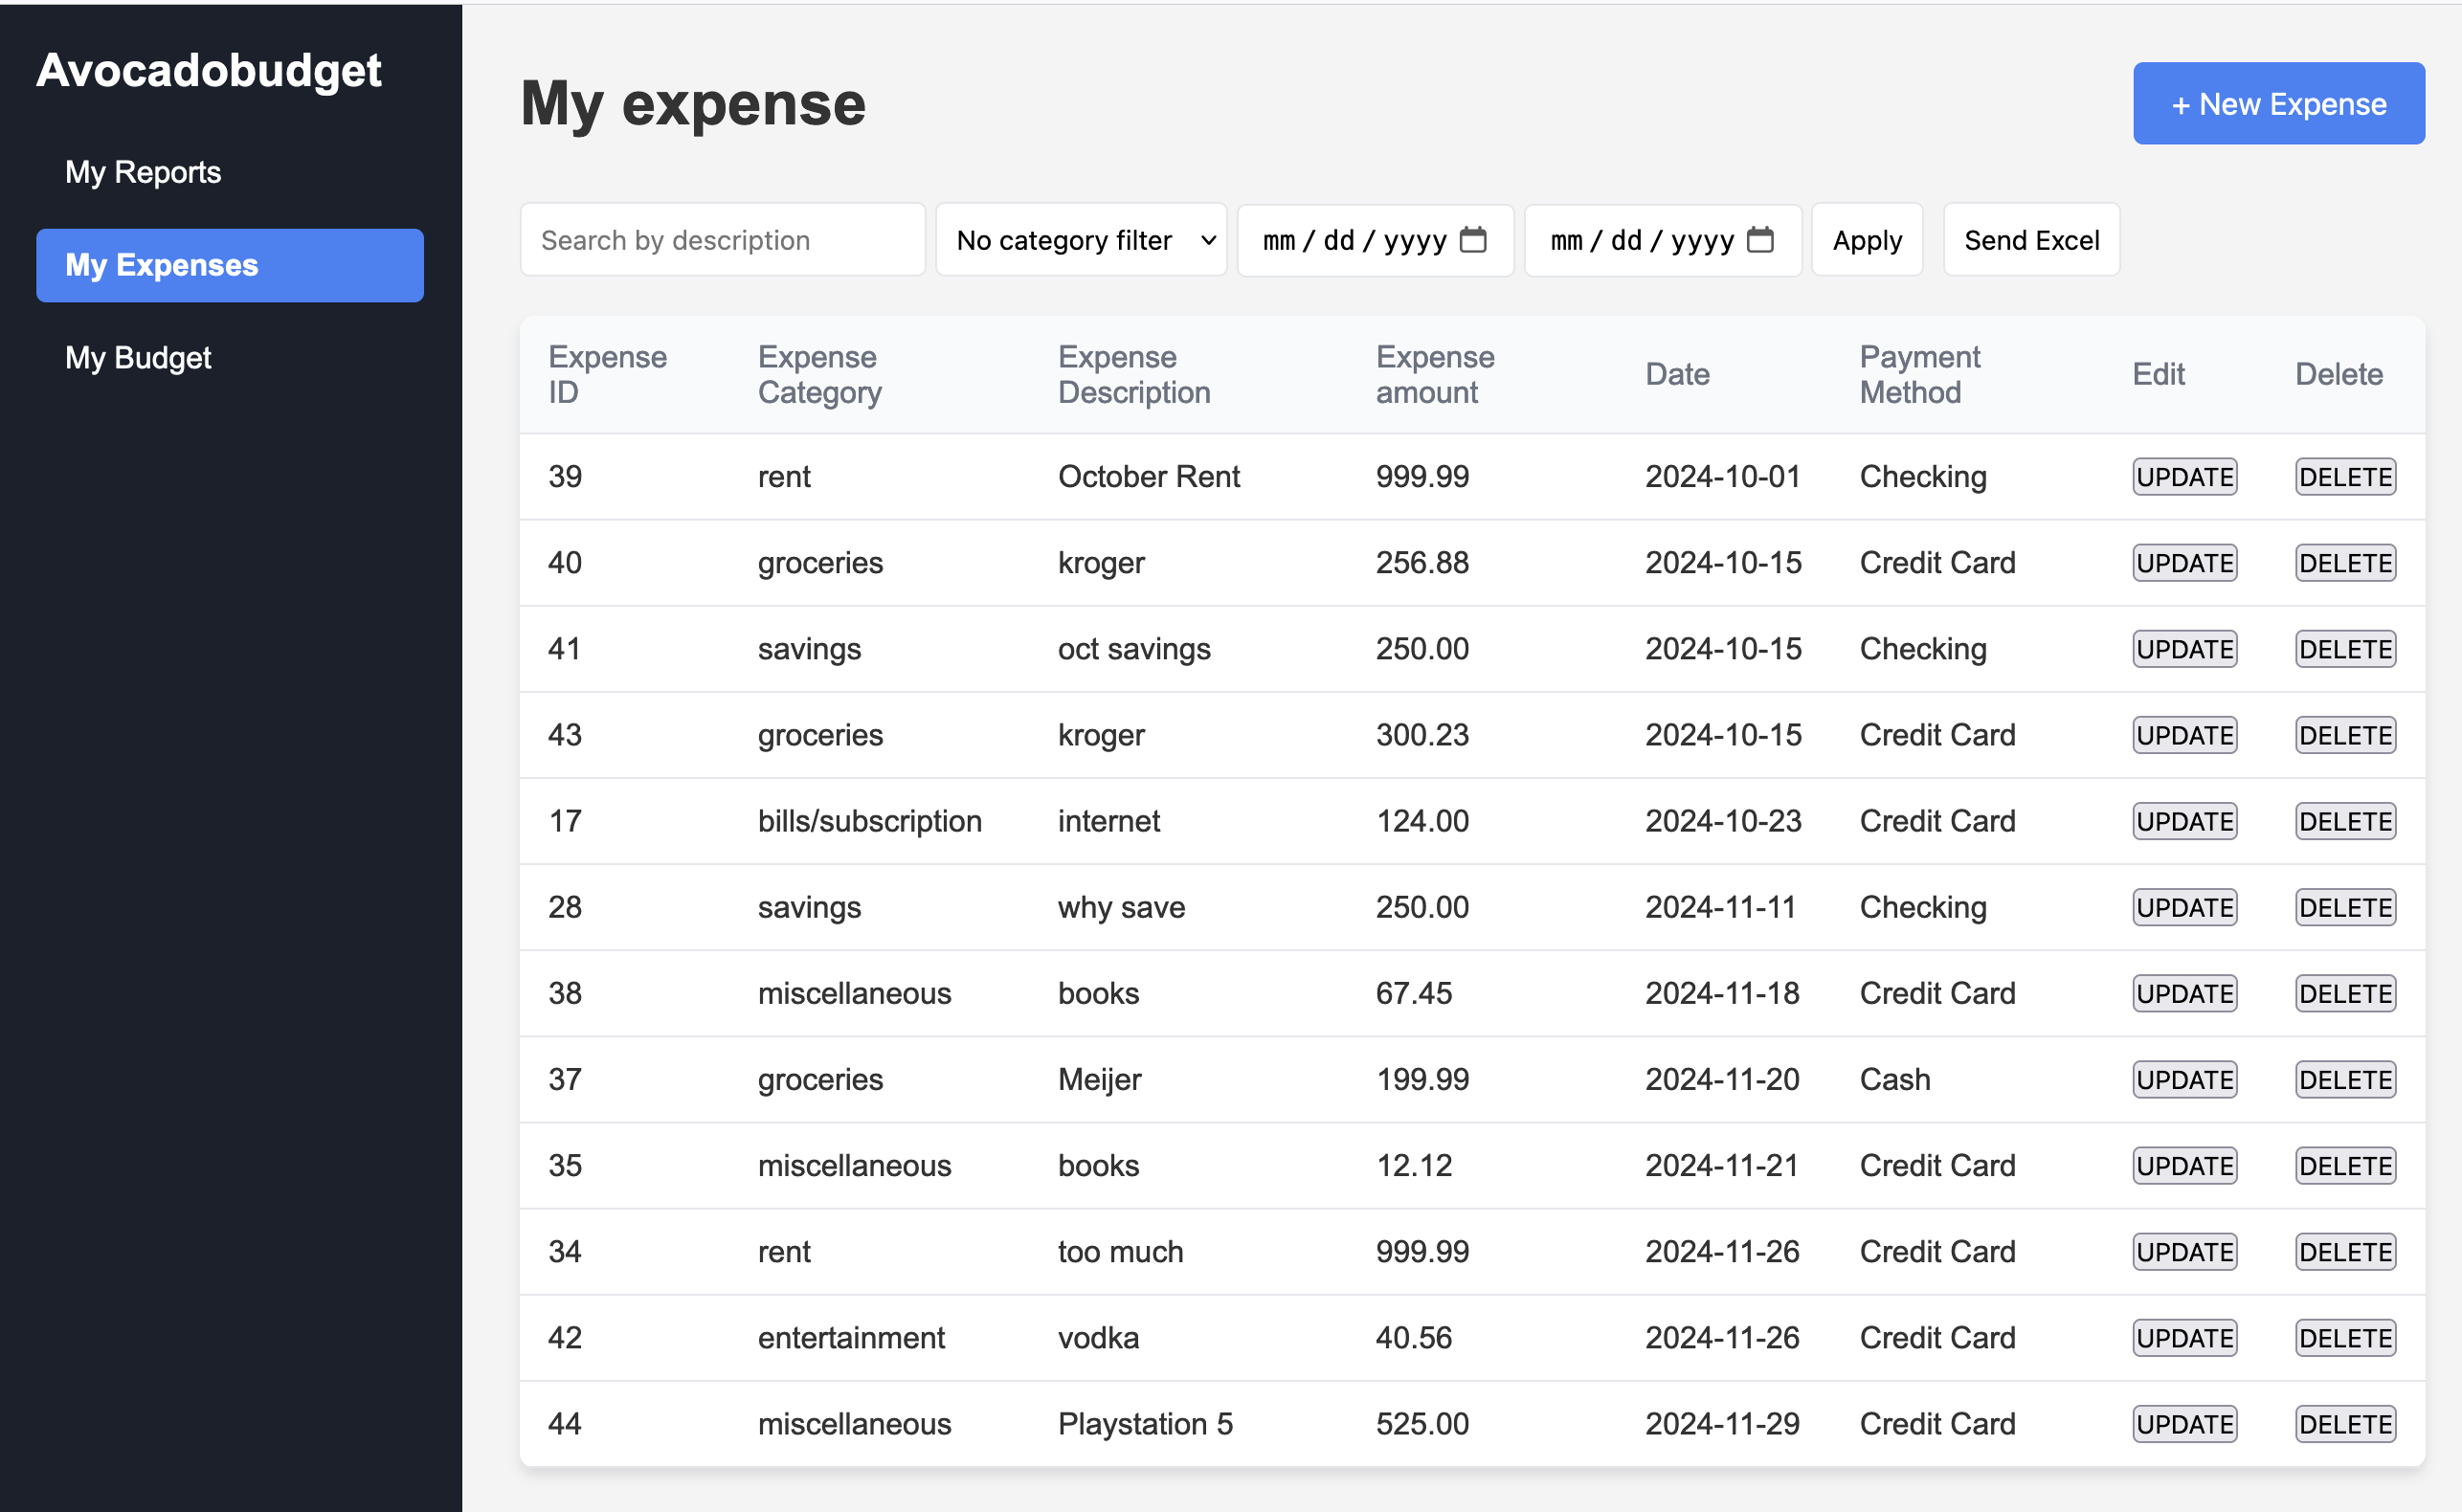 Avocadobudget
My Reports
My Expenses
My Budget
My expense
+ New Expense
Search by description No category filter mm / dd / yyyy mm / dd / yyyy Apply Send Excel
Expense ID Expense Category Expense Description Expense amount Date Payment Method Edit Delete
39 rent October Rent 999.99 2024-10-01 Checking UPDATE DELETE
40 groceries kroger 256.88 2024-10-15 Credit Card UPDATE DELETE
41 savings oct savings 250.00 2024-10-15 Checking UPDATE DELETE
43 groceries kroger 300.23 2024-10-15 Credit Card UPDATE DELETE
17 bills/subscription internet 124.00 2024-10-23 Credit Card UPDATE DELETE
28 savings why save 250.00 2024-11-11 Checking UPDATE DELETE
38 miscellaneous books 67.45 2024-11-18 Credit Card UPDATE DELETE
37 groceries Meijer 199.99 2024-11-20 Cash UPDATE DELETE
35 miscellaneous books 12.12 2024-11-21 Credit Card UPDATE DELETE
34 rent too much 999.99 2024-11-26 Credit Card UPDATE DELETE
42 entertainment vodka 40.56 2024-11-26 Credit Card UPDATE DELETE
44 miscellaneous Playstation 5 525.00 2024-11-29 Credit Card UPDATE DELETE